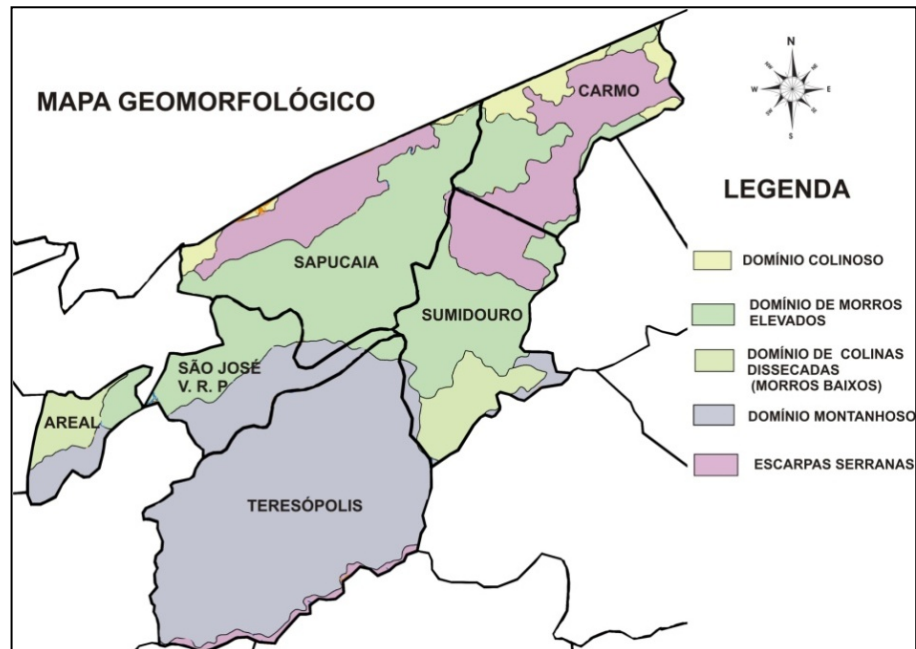 MAPA GEOMORFOLÓGICO
CARMO
SAPUCAIA
SUMIDOURO
SÃO JOSÉ
V. R. P
AREAL
TERESÓPOLIS
N
W
E
S
LEGENDA
DOMÍNIO COLINOSO
DOMÍNIO DE MORROS
ELEVADOS
DOMÍNIO DE COLINAS
DISSECADAS
(MORROS BAIXOS)
DOMÍNIO MONTANHOSO
ESCARPAS SERRANAS